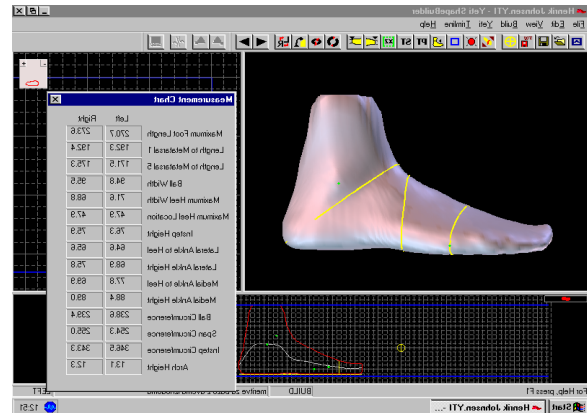 Henrik Johnsen.YTI - Yeti ShapeBuilder
File Edit View Build Yeti Timeline Help
PT ST XZ
Measurement Chart
Left Right
Maximum Foot Length 270.7 273.6
Length to Metatarsal 1 192.3 192.4
Length to Metatarsal 5 171.5 175.3
Ball Width 94.8 95.5
Maximum Heel Width 71.6 68.8
Maximum Heel Location 47.9 47.9
Instep Height 76.3 75.9
Lateral Ankle to Heel 64.6 65.6
Lateral Ankle Height 68.9 75.8
Medial Ankle to Heel 77.8 69.9
Medial Ankle Height 88.4 89.0
Ball Circumference 238.6 239.4
Span Circumference 254.3 255.0
Instep Circumference 346.5 343.3
Arch Height 13.1 12.3
For Help, press F1 BUILD LEFT
Start Henrik Johnsen.YTI -... 12:51